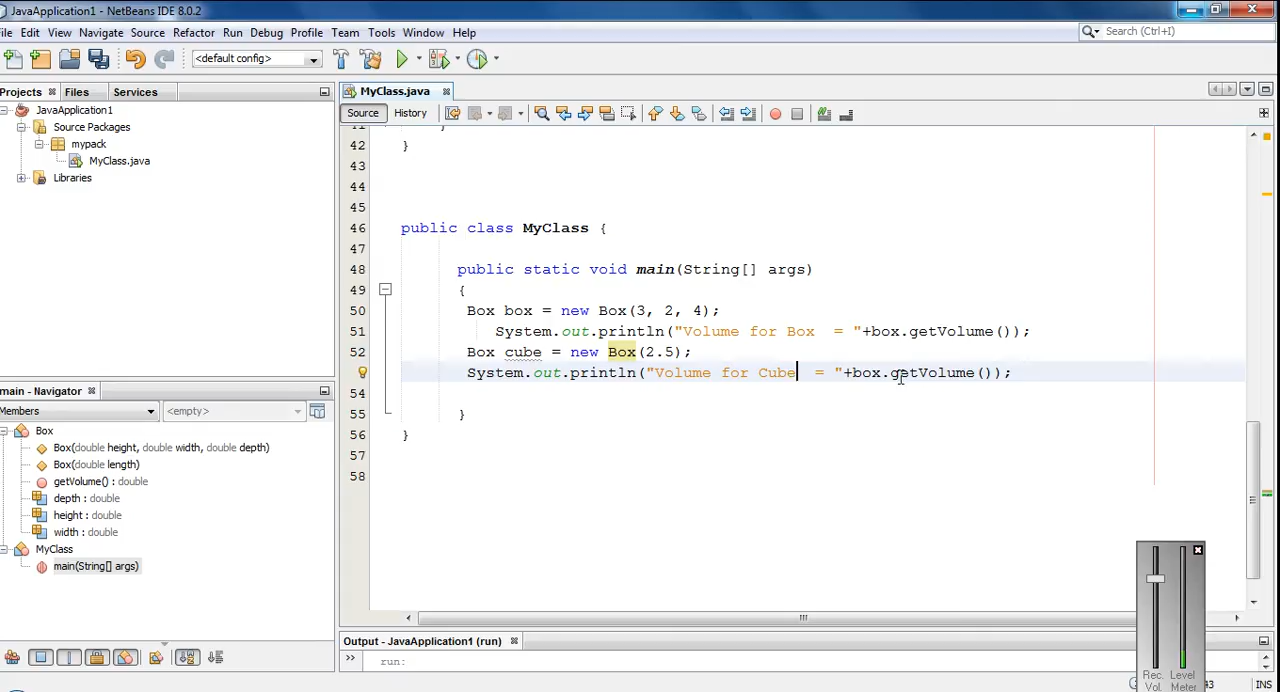 JavaApplication1 - NetBeans IDE 8.0.2
File Edit View Navigate Source Refactor Run Debug Profile Team Tools Window Help
Search (Ctrl+I)
<default config>
Projects Files Services
MyClass.java
JavaApplication1
Source Packages
mypack
MyClass.java
Libraries
Source History
41 }
42 }
43
44
45
46 public class MyClass {
47
48 public static void main(String[] args)
49 {
50 Box box = new Box(3, 2, 4);
51 System.out.println("Volume for Box  = "+box.getVolume());
52 Box cube = new Box(2.5);
System.out.println("Volume for Cube  = "+box.getVolume());
54
55 }
56 }
57
58
main - Navigator
Members <empty>
Box
Box(double height, double width, double depth)
Box(double length)
getVolume() : double
depth : double
height : double
width : double
MyClass
main(String[] args)
Output - JavaApplication1 (run)
run:
Rec. Vol.
Level Meter
43
INS